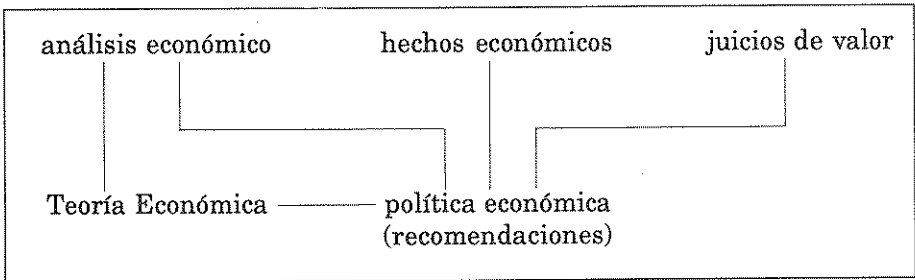 análisis económico hechos económicos juicios de valor
Teoría Económica política económica
(recomendaciones)